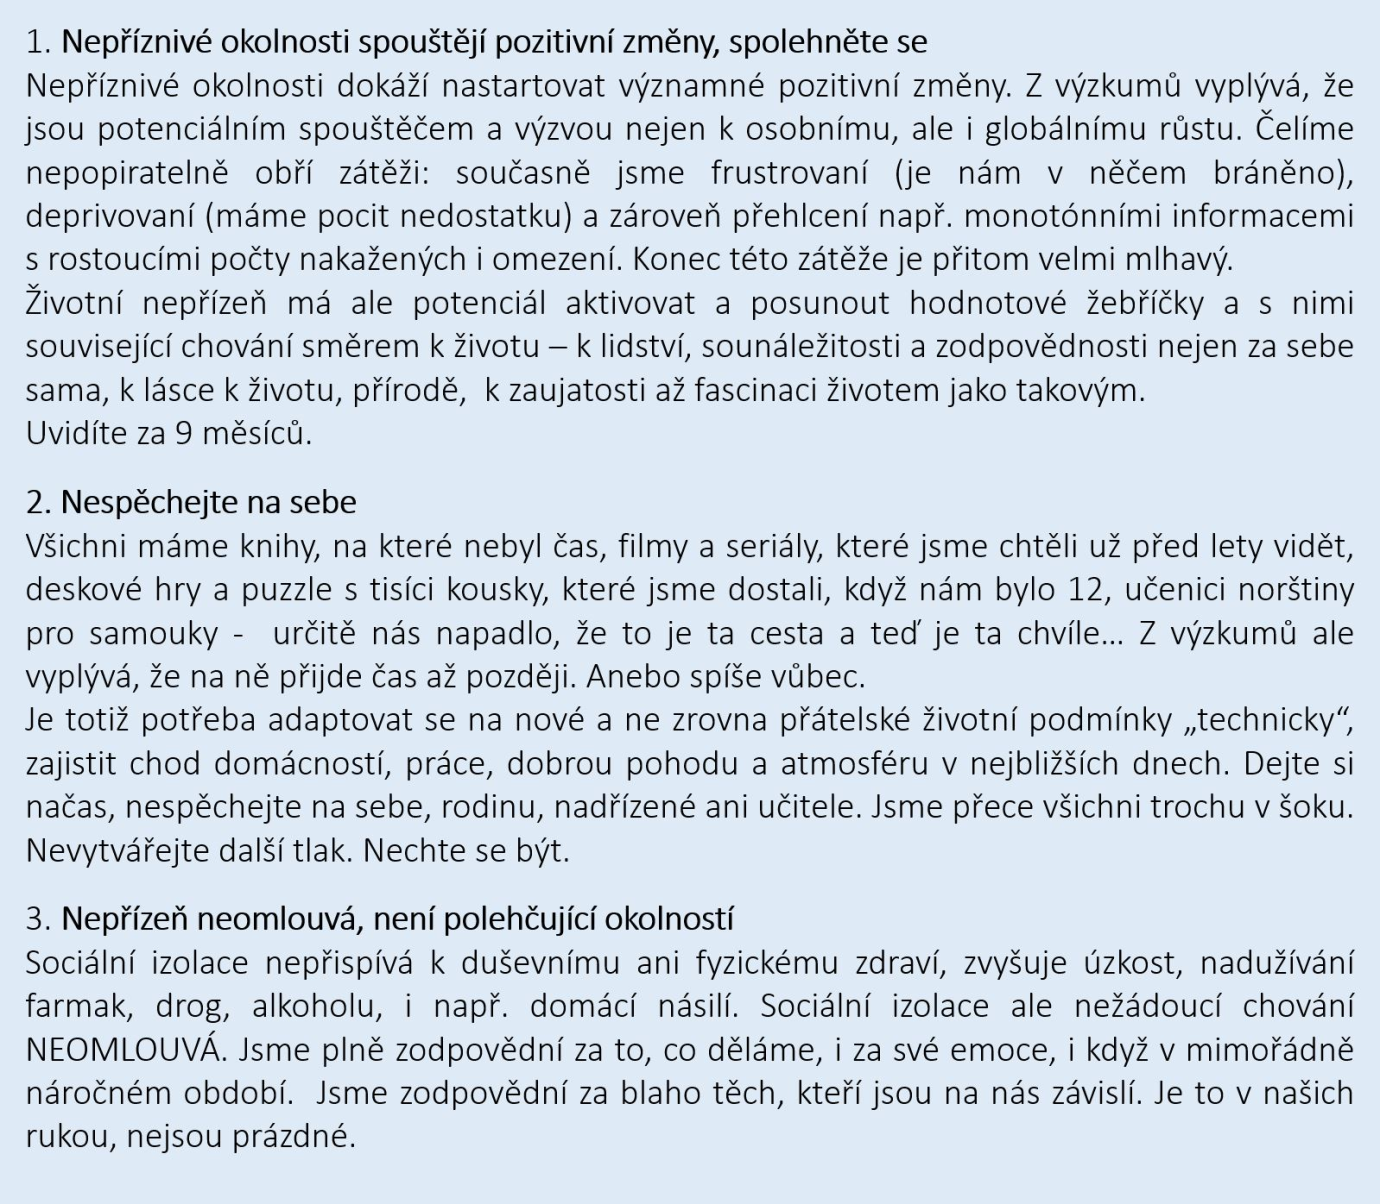 1. Nepříznivé okolnosti spouštějí pozitivní změny, spolehněte se
Nepříznivé okolnosti dokáží nastartovat významné pozitivní změny. Z výzkumů vyplývá, že
jsou potenciálním spouštěčem a výzvou nejen k osobnímu, ale i globálnímu růstu. Čelíme
nepopiratelně obří zátěži: současně jsme frustrovaní (je nám v něčem bráněno),
deprivovaní (máme pocit nedostatku) a zároveň přehlcení např. monotónními informacemi
s rostoucími počty nakažených i omezení. Konec této zátěže je přitom velmi mlhavý.
Životní nepřízeň má ale potenciál aktivovat a posunout hodnotové žebříčky a s nimi
související chování směrem k životu – k lidství, sounáležitosti a zodpovědnosti nejen za sebe
sama, k lásce k životu, přírodě,  k zaujatosti až fascinaci životem jako takovým.
Uvidíte za 9 měsíců.
2. Nespěchejte na sebe
Všichni máme knihy, na které nebyl čas, filmy a seriály, které jsme chtěli už před lety vidět,
deskové hry a puzzle s tisíci kousky, které jsme dostali, když nám bylo 12, učenici norštiny
pro samouky -  určitě nás napadlo, že to je ta cesta a teď je ta chvíle… Z výzkumů ale
vyplývá, že na ně přijde čas až později. Anebo spíše vůbec.
Je totiž potřeba adaptovat se na nové a ne zrovna přátelské životní podmínky „technicky“,
zajistit chod domácností, práce, dobrou pohodu a atmosféru v nejbližších dnech. Dejte si
načas, nespěchejte na sebe, rodinu, nadřízené ani učitele. Jsme přece všichni trochu v šoku.
Nevytvářejte další tlak. Nechte se být.
3. Nepřízeň neomlouvá, není polehčující okolností
Sociální izolace nepřispívá k duševnímu ani fyzickému zdraví, zvyšuje úzkost, nadužívání
farmak, drog, alkoholu, i např. domácí násilí. Sociální izolace ale nežádoucí chování
NEOMLOUVÁ. Jsme plně zodpovědní za to, co děláme, i za své emoce, i když v mimořádně
náročném období.  Jsme zodpovědní za blaho těch, kteří jsou na nás závislí. Je to v našich
rukou, nejsou prázdné.